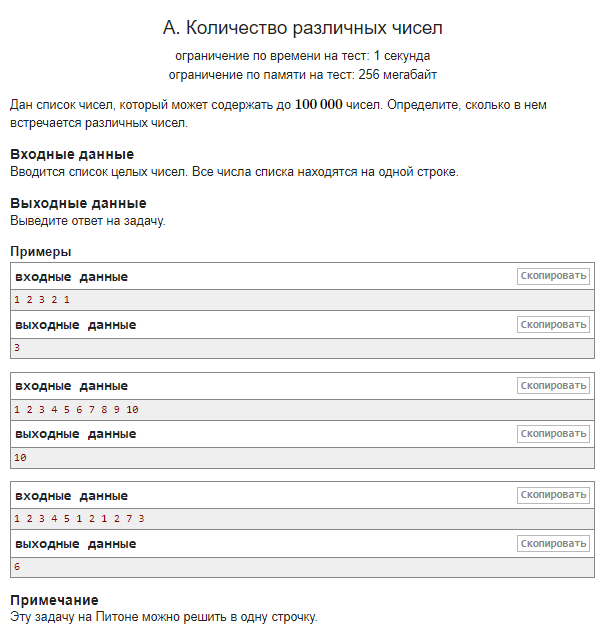 А. Количество различных чисел
ограничение по времени на тест: 1 секунда
ограничение по памяти на тест: 256 мегабайт
Дан список чисел, который может содержать до 100 000 чисел. Определите, сколько в нем
встречается различных чисел.
Входные данные
Вводится список целых чисел. Все числа списка находятся на одной строке.
Выходные данные
Выведите ответ на задачу.
Примеры
входные данные Скопировать
1 2 3 2 1
выходные данные Скопировать
3
входные данные Скопировать
1 2 3 4 5 6 7 8 9 10
выходные данные Скопировать
10
входные данные Скопировать
1 2 3 4 5 1 2 1 2 7 3
выходные данные Скопировать
6
Примечание
Эту задачу на Питоне можно решить в одну строчку.